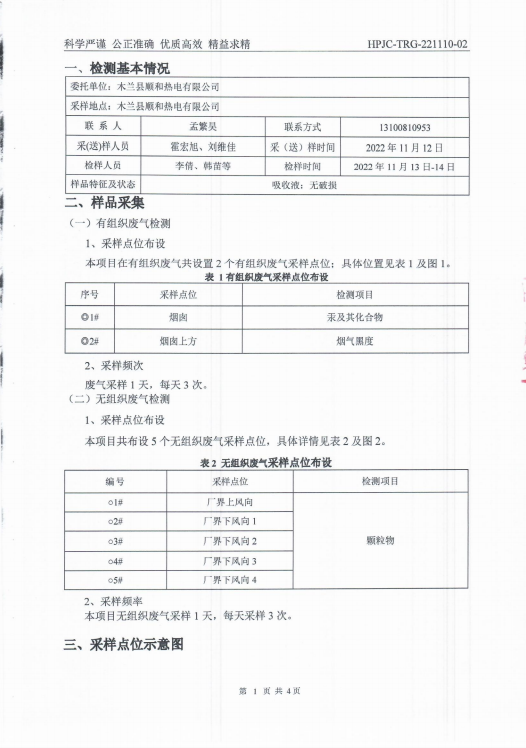 科学严谨 公正准确 优质高效 精益求精 HPJC-TRG-221110-02
一、检测基本情况
委托单位：木兰县顺和热电有限公司
采样地点：木兰县顺和热电有限公司
联 系 人 孟繁昊 联系方式 13100810953
采(送)样人员 霍宏旭、刘维佳 采（送）样时间 2022 年 11 月 12 日
检样人员 李倩、韩苗等 检样时间 2022 年 11 月 13 日-14 日
样品特征及状态 吸收液：无破损
二、样品采集
（一）有组织废气检测
1、采样点位布设
本项目在有组织废气共设置 2 个有组织废气采样点位；具体位置见表 1 及图 1。
表 1 有组织废气采样点位布设
序号 采样点位 检测项目
◎1# 烟囱 汞及其化合物
◎2# 烟囱上方 烟气黑度
2、采样频次
废气采样 1 天，每天 3 次。
（二）无组织废气检测
1、采样点位布设
本项目共布设 5 个无组织废气采样点位，具体详情见表 2 及图 2。
表 2 无组织废气采样点位布设
编号 采样点位 检测项目
○1# 厂界上风向
○2# 厂界下风向 1
○3# 厂界下风向 2 颗粒物
○4# 厂界下风向 3
○5# 厂界下风向 4
2、采样频率
本项目无组织废气采样 1 天，每天采样 3 次。
三、采样点位示意图
第 1 页 共 4 页